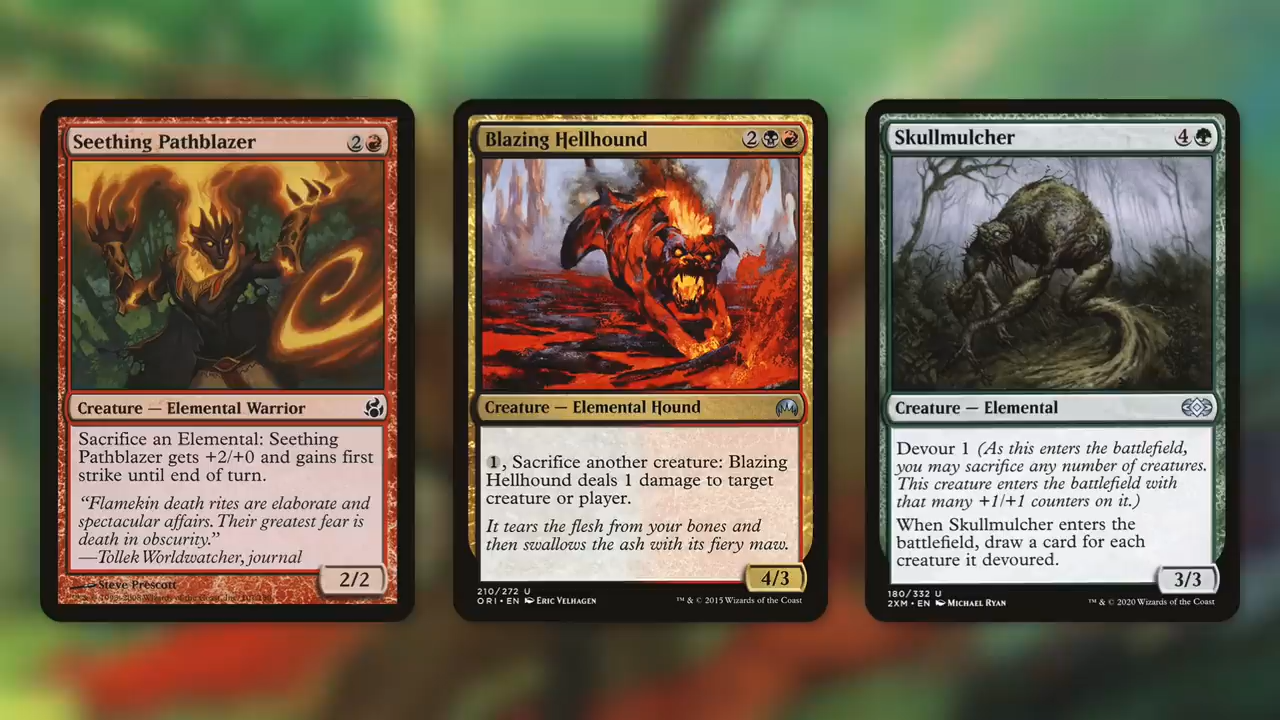 Seething Pathblazer 2
Creature — Elemental Warrior
Sacrifice an Elemental: Seething
Pathblazer gets +2/+0 and gains first
strike until end of turn.
“Flamekin death rites are elaborate and
spectacular affairs. Their greatest fear is
death in obscurity.”
—Tollek Worldwatcher, journal
2/2
Steve Prescott
Blazing Hellhound 2
Creature — Elemental Hound
1, Sacrifice another creature: Blazing
Hellhound deals 1 damage to target
creature or player.
It tears the flesh from your bones and
then swallows the ash with its fiery maw.
4/3
210/272 U
ORI • EN Eric Velhagen ™ & © 2015 Wizards of the Coast
Skullmulcher 4
Creature — Elemental
Devour 1 (As this enters the battlefield,
you may sacrifice any number of creatures.
This creature enters the battlefield with
that many +1/+1 counters on it.)
When Skullmulcher enters the
battlefield, draw a card for each
creature it devoured.
3/3
180/332 U
2XM • EN Michael Ryan ™ & © 2020 Wizards of the Coast